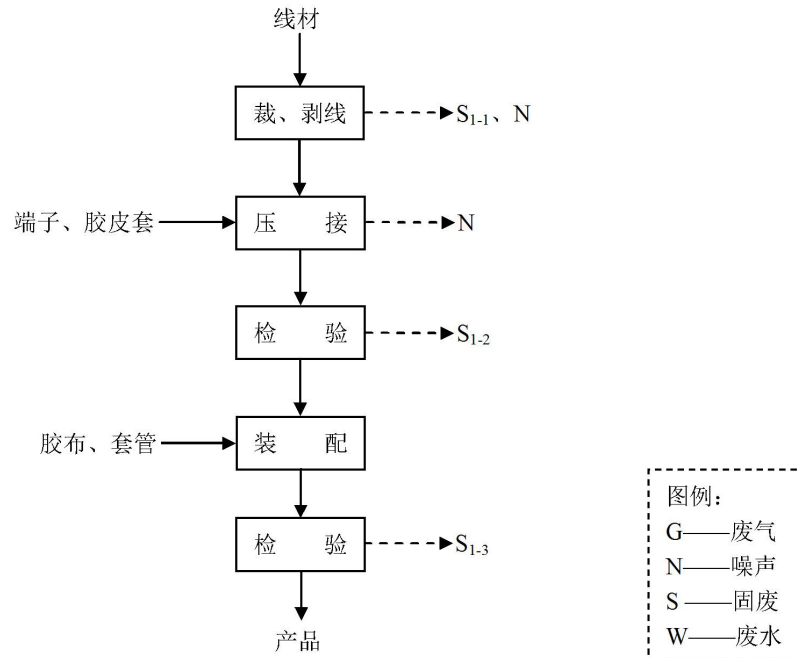 线材
裁、剥线
S1-1、N
端子、胶皮套
压 接
N
检 验
S1-2
胶布、套管
装 配
检 验
S1-3
产品
图例：
G——废气
N——噪声
S ——固废
W——废水